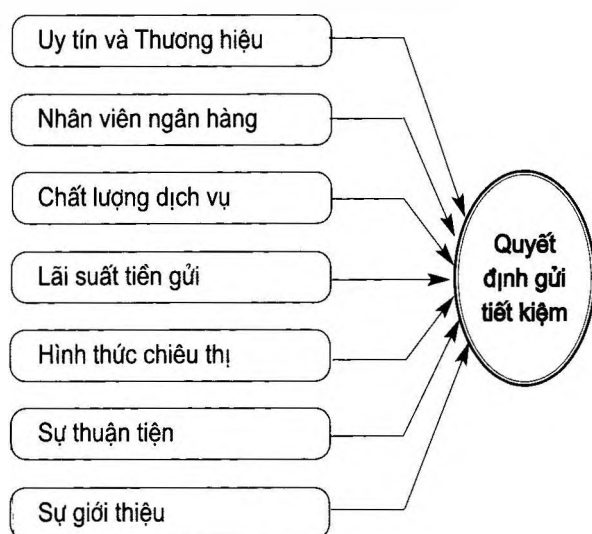 Uy tín và Thương hiệu
Nhân viên ngân hàng
Chất lượng dịch vụ
Lãi suất tiền gửi
Hình thức chiêu thị
Sự thuận tiện
Sự giới thiệu
Quyết
định gửi
tiết kiệm